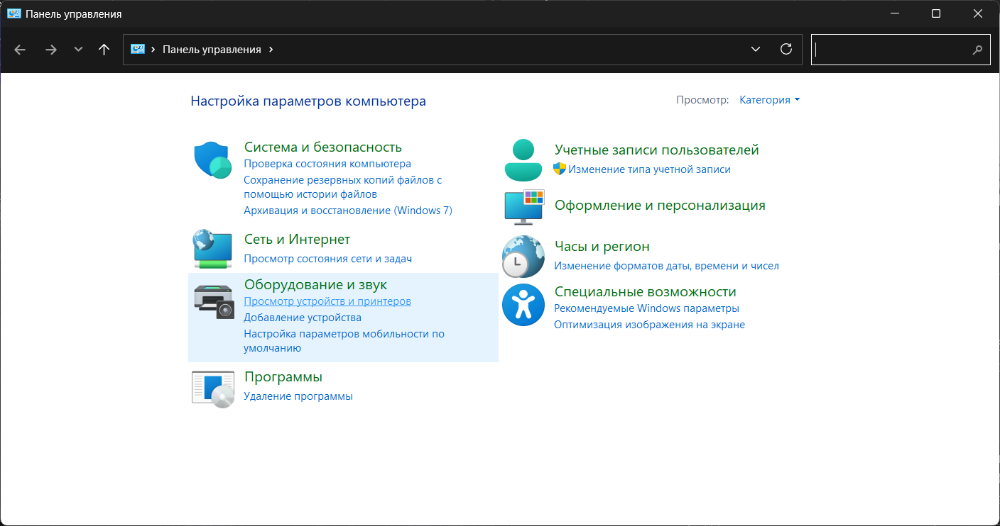 Панель управления
Панель управления
Настройка параметров компьютера
Просмотр: Категория
Система и безопасность
Проверка состояния компьютера
Сохранение резервных копий файлов с
помощью истории файлов
Архивация и восстановление (Windows 7)
Сеть и Интернет
Просмотр состояния сети и задач
Оборудование и звук
Просмотр устройств и принтеров
Добавление устройства
Настройка параметров мобильности по
умолчанию
Программы
Удаление программы
Учетные записи пользователей
Изменение типа учетной записи
Оформление и персонализация
Часы и регион
Изменение форматов даты, времени и чисел
Специальные возможности
Рекомендуемые Windows параметры
Оптимизация изображения на экране